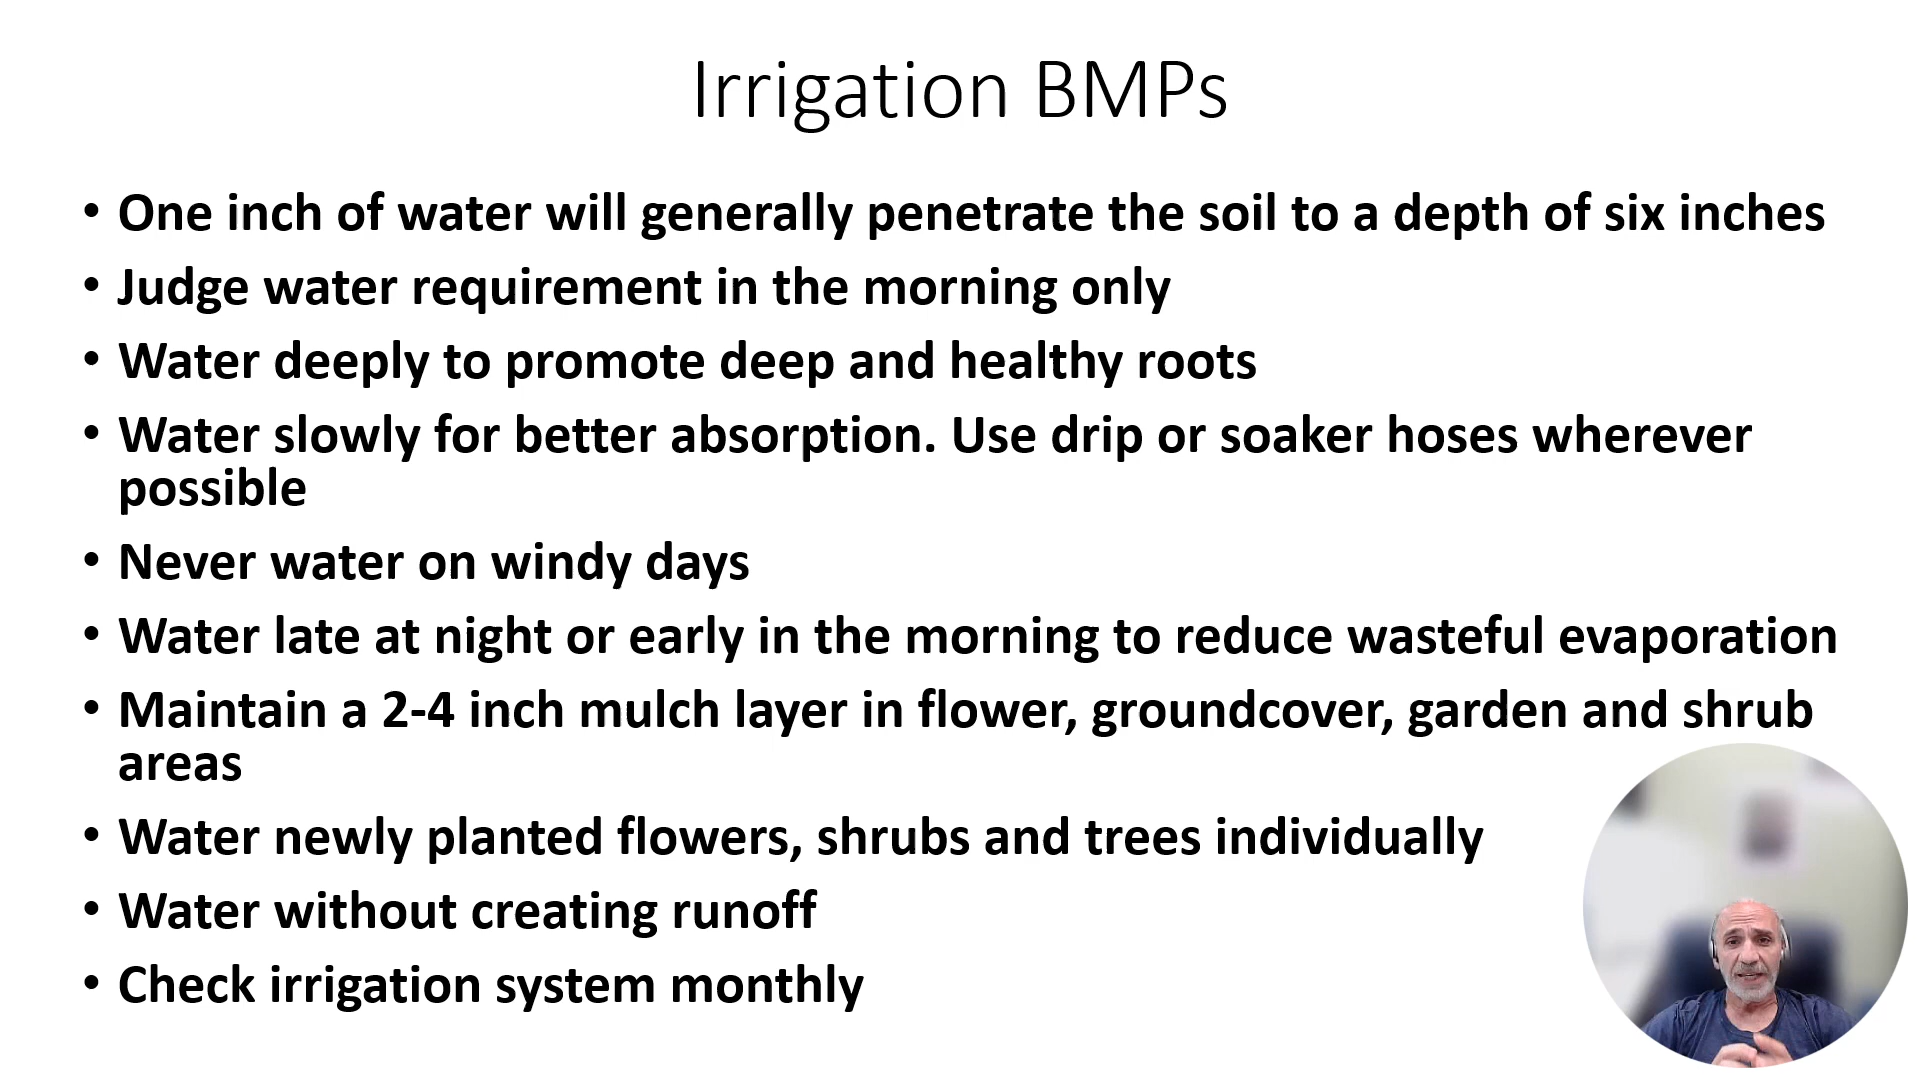 Irrigation BMPs
• One inch of water will generally penetrate the soil to a depth of six inches
• Judge water requirement in the morning only
• Water deeply to promote deep and healthy roots
• Water slowly for better absorption. Use drip or soaker hoses wherever
possible
• Never water on windy days
• Water late at night or early in the morning to reduce wasteful evaporation
• Maintain a 2-4 inch mulch layer in flower, groundcover, garden and shrub
areas
• Water newly planted flowers, shrubs and trees individually
• Water without creating runoff
• Check irrigation system monthly